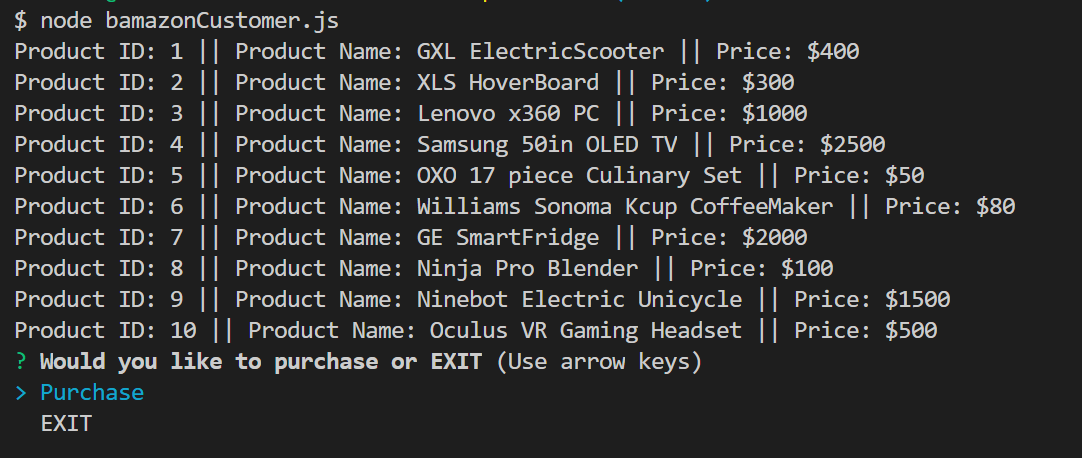 $ node bamazonCustomer.js
Product ID: 1 || Product Name: GXL ElectricScooter || Price: $400
Product ID: 2 || Product Name: XLS HoverBoard || Price: $300
Product ID: 3 || Product Name: Lenovo x360 PC || Price: $1000
Product ID: 4 || Product Name: Samsung 50in OLED TV || Price: $2500
Product ID: 5 || Product Name: OXO 17 piece Culinary Set || Price: $50
Product ID: 6 || Product Name: Williams Sonoma Kcup CoffeeMaker || Price: $80
Product ID: 7 || Product Name: GE SmartFridge || Price: $2000
Product ID: 8 || Product Name: Ninja Pro Blender || Price: $100
Product ID: 9 || Product Name: Ninebot Electric Unicycle || Price: $1500
Product ID: 10 || Product Name: Oculus VR Gaming Headset || Price: $500
? Would you like to purchase or EXIT (Use arrow keys)
> Purchase
  EXIT